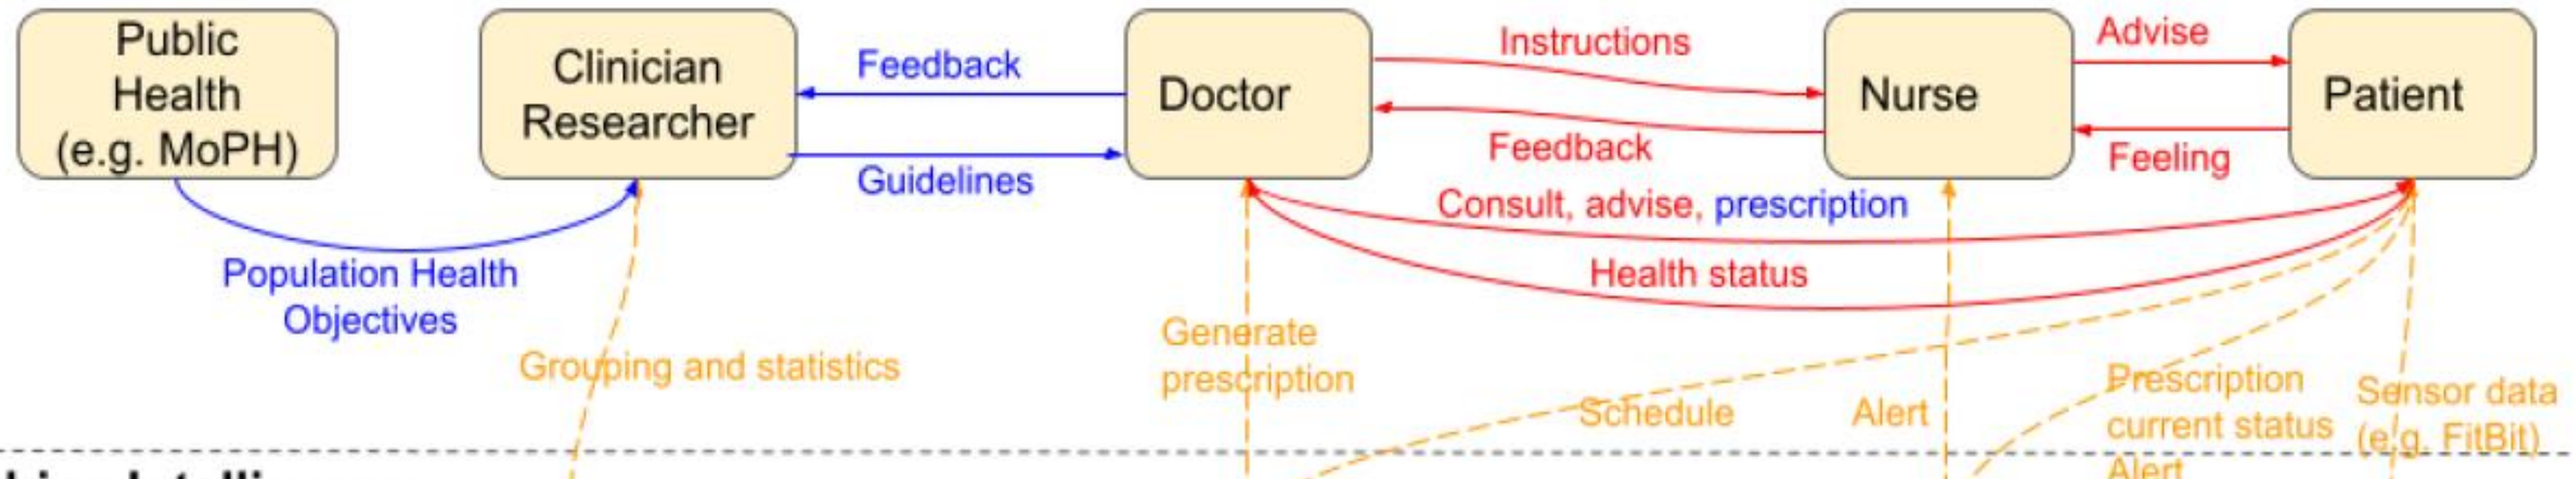 Public
Health
(e.g. MoPH)
Clinician
Researcher
Feedback
Guidelines
Doctor
Instructions
Feedback
Nurse
Advise
Feeling
Patient
Population Health
Objectives
Consult, advise, prescription
Health status
Grouping and statistics
Generate
prescription
Schedule
Alert
Prescription
current status
Alert
Sensor data
(e.g. FitBit)